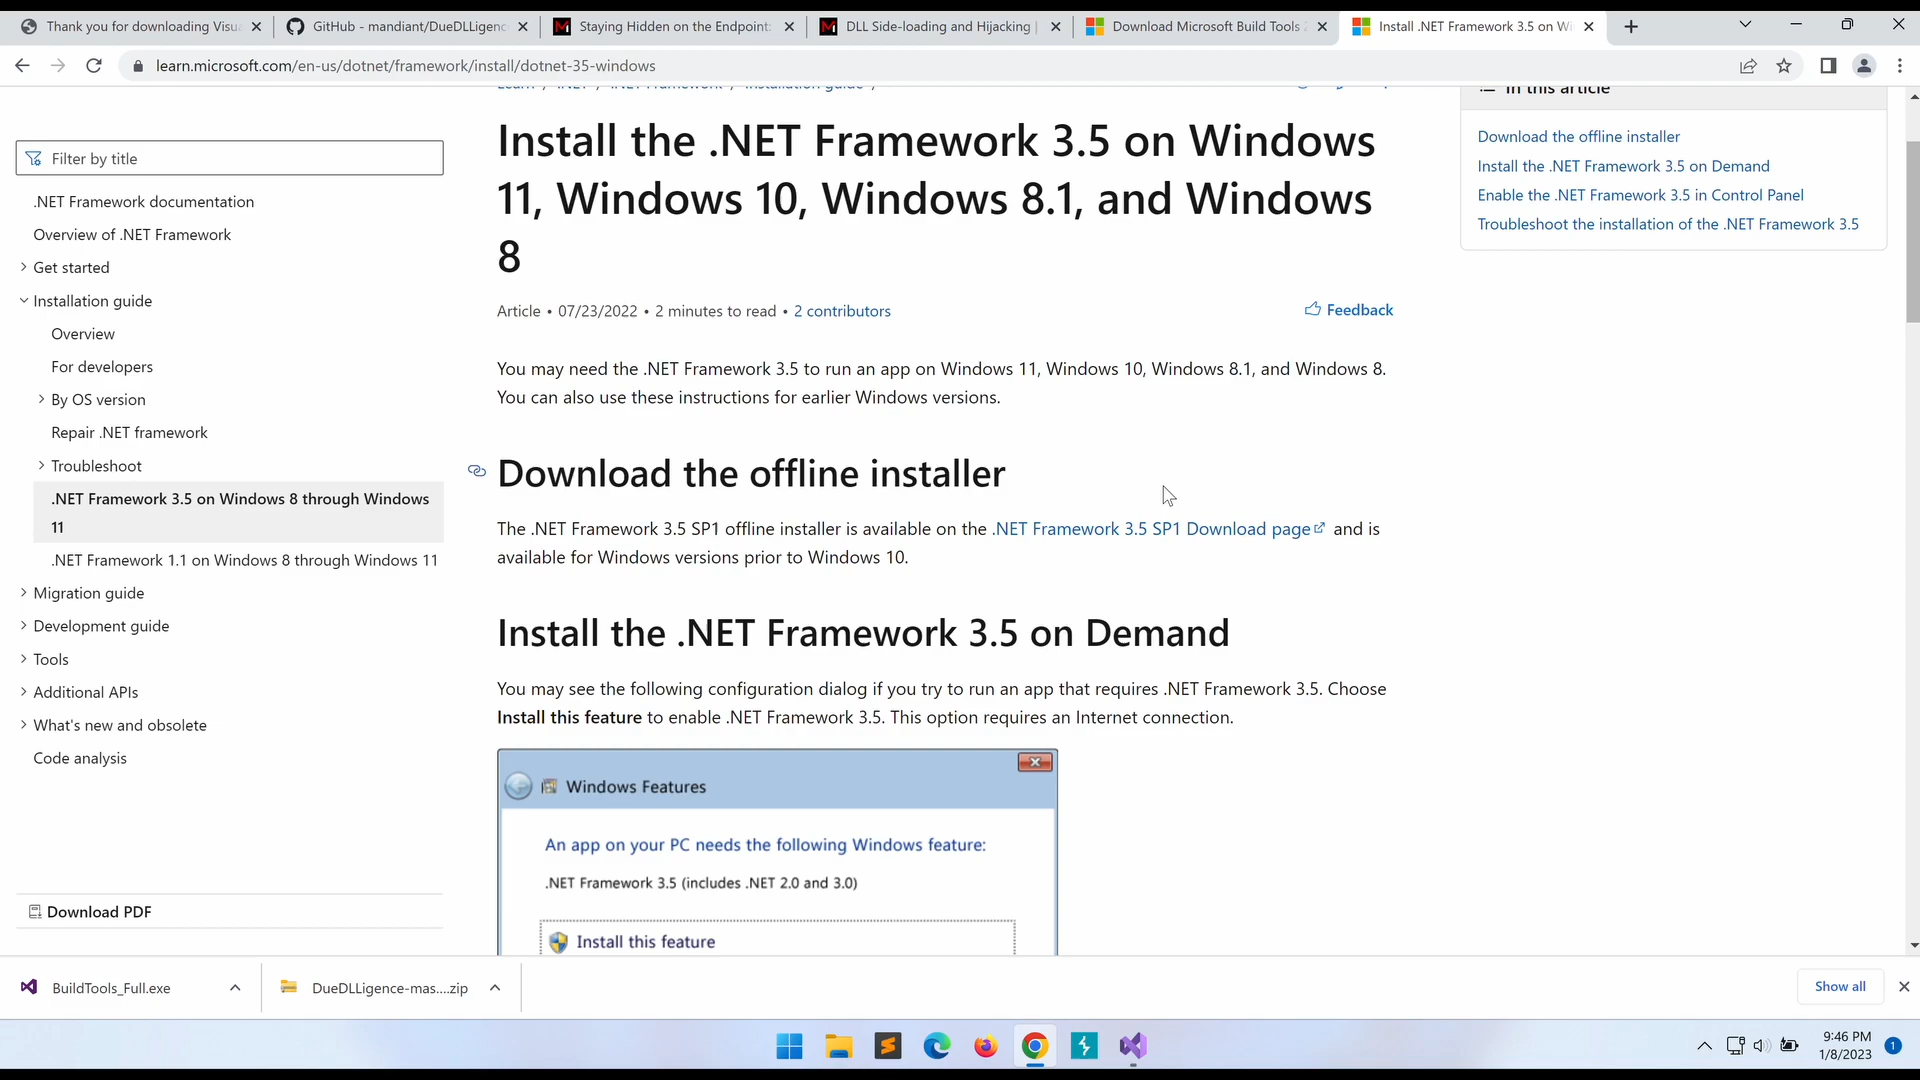 Thank you for downloading Visua
GitHub - mandiant/DueDLLigenc
Staying Hidden on the Endpoint:
DLL Side-loading and Hijacking |
Download Microsoft Build Tools 2
Install .NET Framework 3.5 on Wi
learn.microsoft.com/en-us/dotnet/framework/install/dotnet-35-windows
Learn / .NET / .NET Framework / Installation guide /
In this article
Download the offline installer
Install the .NET Framework 3.5 on Demand
Enable the .NET Framework 3.5 in Control Panel
Troubleshoot the installation of the .NET Framework 3.5
Filter by title
.NET Framework documentation
Overview of .NET Framework
Get started
Installation guide
Overview
For developers
By OS version
Repair .NET framework
Troubleshoot
.NET Framework 3.5 on Windows 8 through Windows
11
.NET Framework 1.1 on Windows 8 through Windows 11
Migration guide
Development guide
Tools
Additional APIs
What's new and obsolete
Code analysis
Download PDF
Install the .NET Framework 3.5 on Windows
11, Windows 10, Windows 8.1, and Windows
8
Article • 07/23/2022 • 2 minutes to read • 2 contributors
Feedback
You may need the .NET Framework 3.5 to run an app on Windows 11, Windows 10, Windows 8.1, and Windows 8.
You can also use these instructions for earlier Windows versions.
Download the offline installer
The .NET Framework 3.5 SP1 offline installer is available on the .NET Framework 3.5 SP1 Download page and is
available for Windows versions prior to Windows 10.
Install the .NET Framework 3.5 on Demand
You may see the following configuration dialog if you try to run an app that requires .NET Framework 3.5. Choose
Install this feature to enable .NET Framework 3.5. This option requires an Internet connection.
Windows Features
An app on your PC needs the following Windows feature:
.NET Framework 3.5 (includes .NET 2.0 and 3.0)
Install this feature
BuildTools_Full.exe
DueDLLigence-mas....zip
Show all
9:46 PM
1/8/2023
1